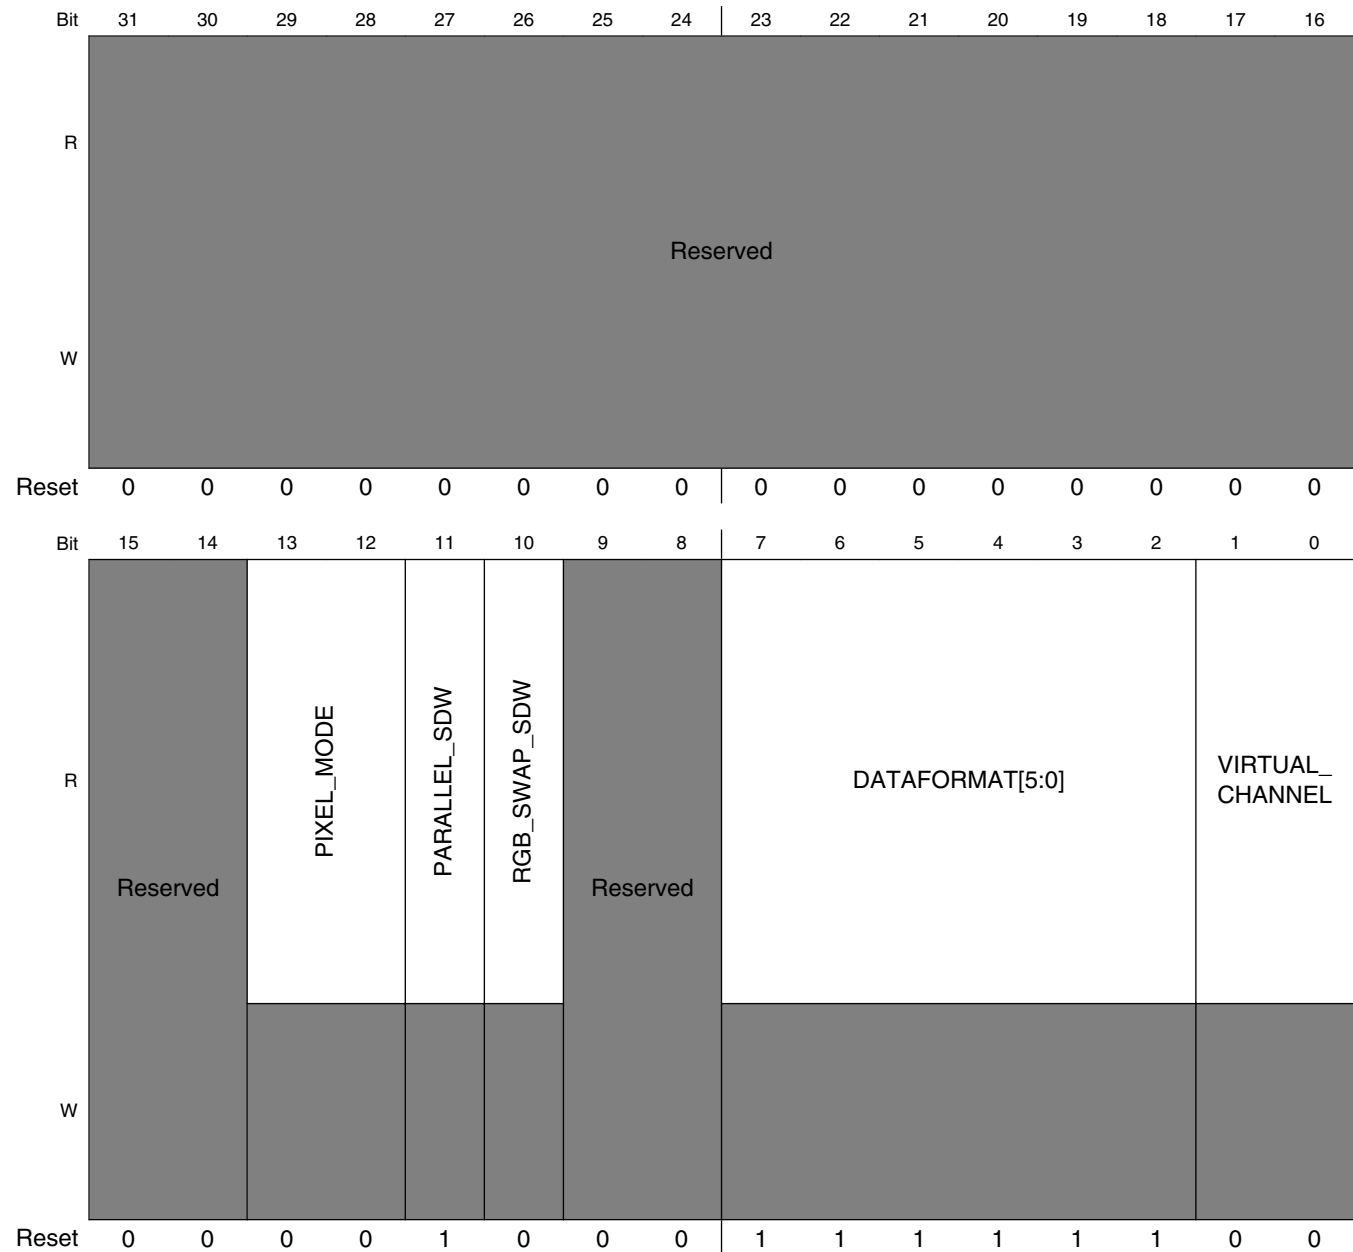 Bit 31 30 29 28 27 26 25 24 23 22 21 20 19 18 17 16
R
Reserved
W
Reset 0 0 0 0 0 0 0 0 0 0 0 0 0 0 0 0
Bit 15 14 13 12 11 10 9 8 7 6 5 4 3 2 1 0
R
Reserved
PIXEL_MODE
PARALLEL_SDW
RGB_SWAP_SDW
Reserved
DATAFORMAT[5:0]
VIRTUAL_
CHANNEL
W
Reset 0 0 0 0 1 0 0 0 1 1 1 1 1 1 0 0